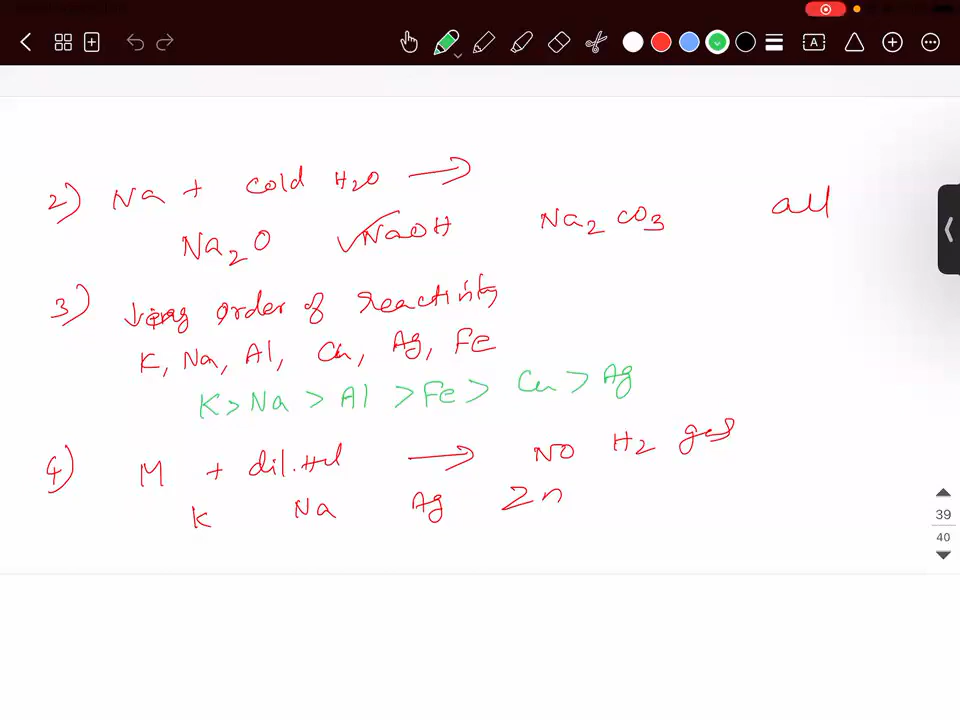 A
2) Na + cold H2O →
Na2O ✓NaOH Na2CO3 all
3) order of reactivity
K, Na, Al, Cu, Ag, Fe
K > Na > Al > Fe > Cu > Ag
4) M + dil. Hcl → NO H2 gas
K Na Ag Zn
39
40